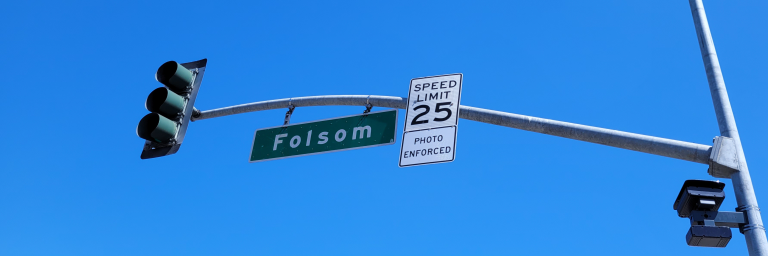 Folsom
SPEED
LIMIT
25
PHOTO
ENFORCED